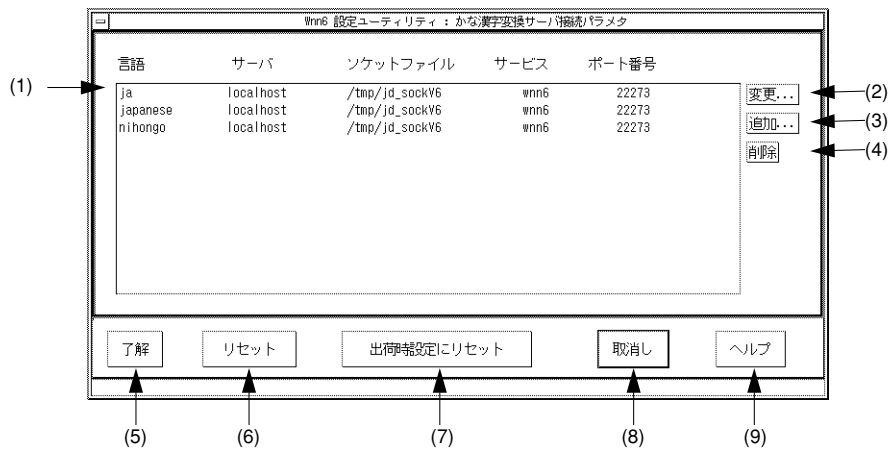 Wnn6 設定ユーティリティ : かな漢字変換サーバ接続パラメタ
言語 サーバ ソケットファイル サービス ポート番号
(1)
ja localhost /tmp/jd_sockV6 wnn6 22273
変更... (2)
japanese localhost /tmp/jd_sockV6 wnn6 22273
追加... (3)
nihongo localhost /tmp/jd_sockV6 wnn6 22273
削除 (4)
了解 リセット 出荷時設定にリセット 取消し ヘルプ
(5) (6) (7) (8) (9)